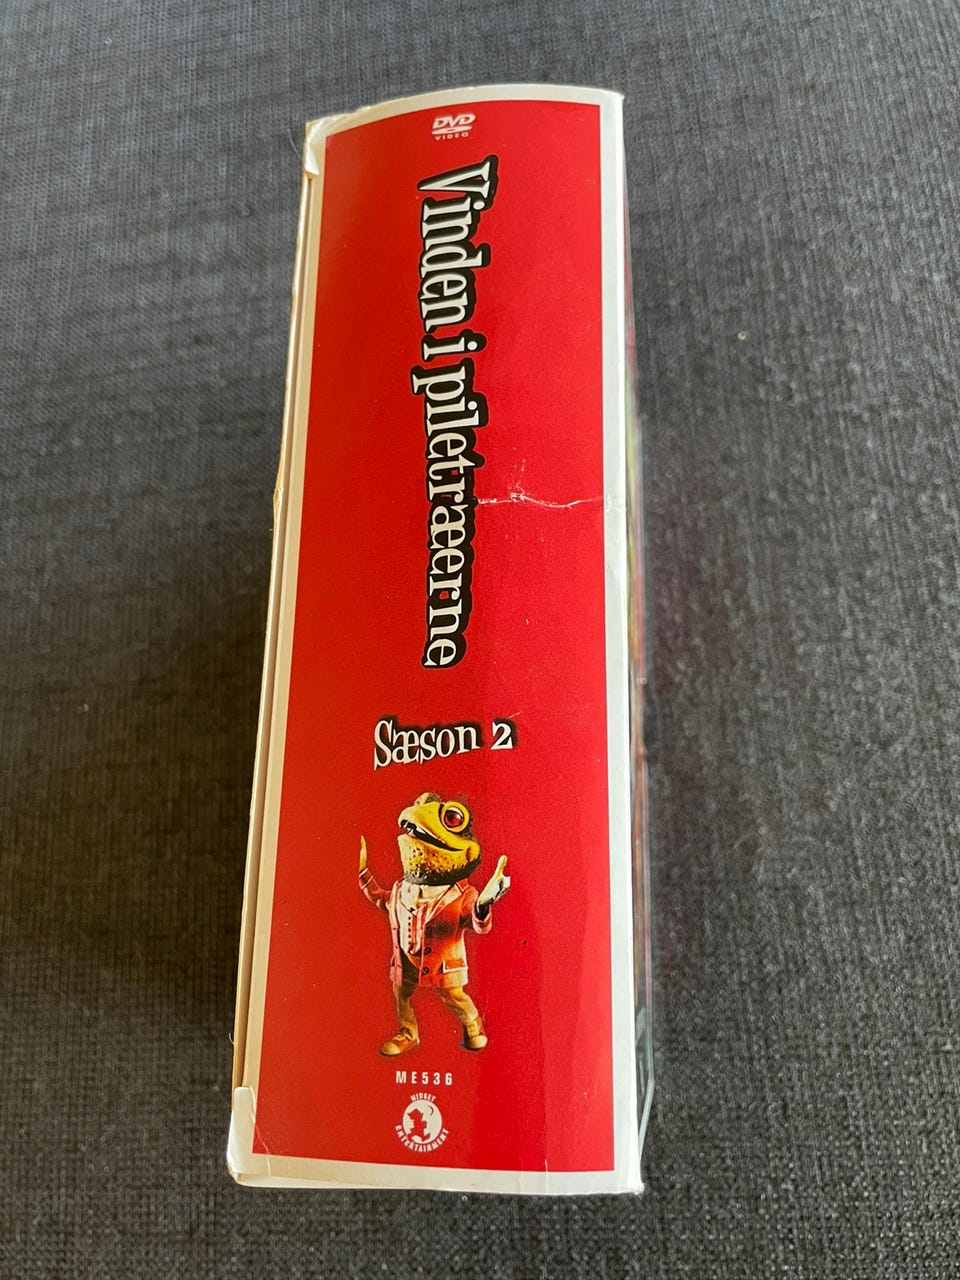 DVD
VIDEO
Vinden i piletræerne
Sæson 2
ME536
MIDGET
ENTERTAINMENT